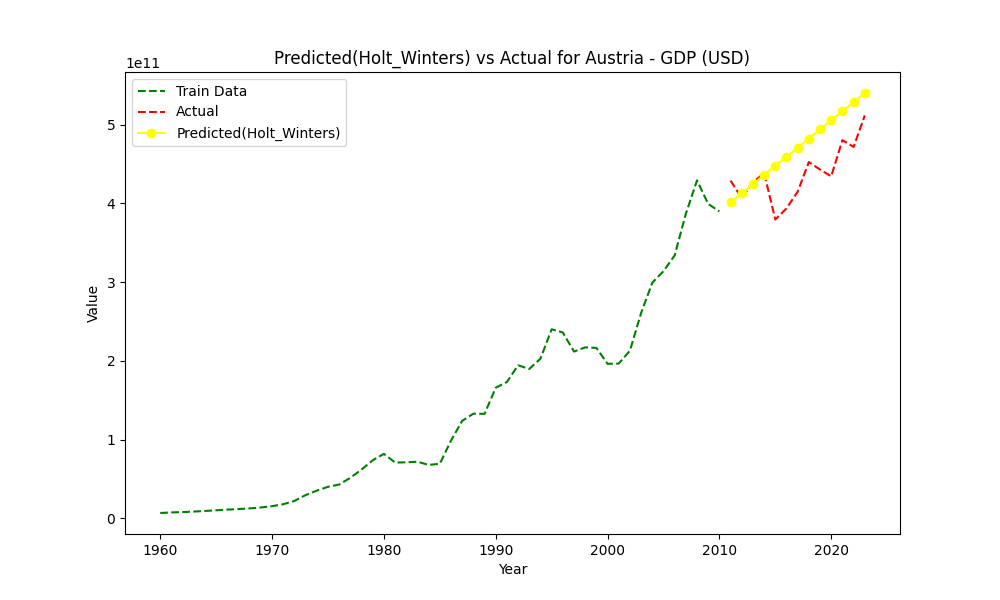 Predicted(Holt_Winters) vs Actual for Austria - GDP (USD)
1e11
Train Data
Actual
Predicted(Holt_Winters)
5
4
3
2
1
0
Value
1960 1970 1980 1990 2000 2010 2020
Year